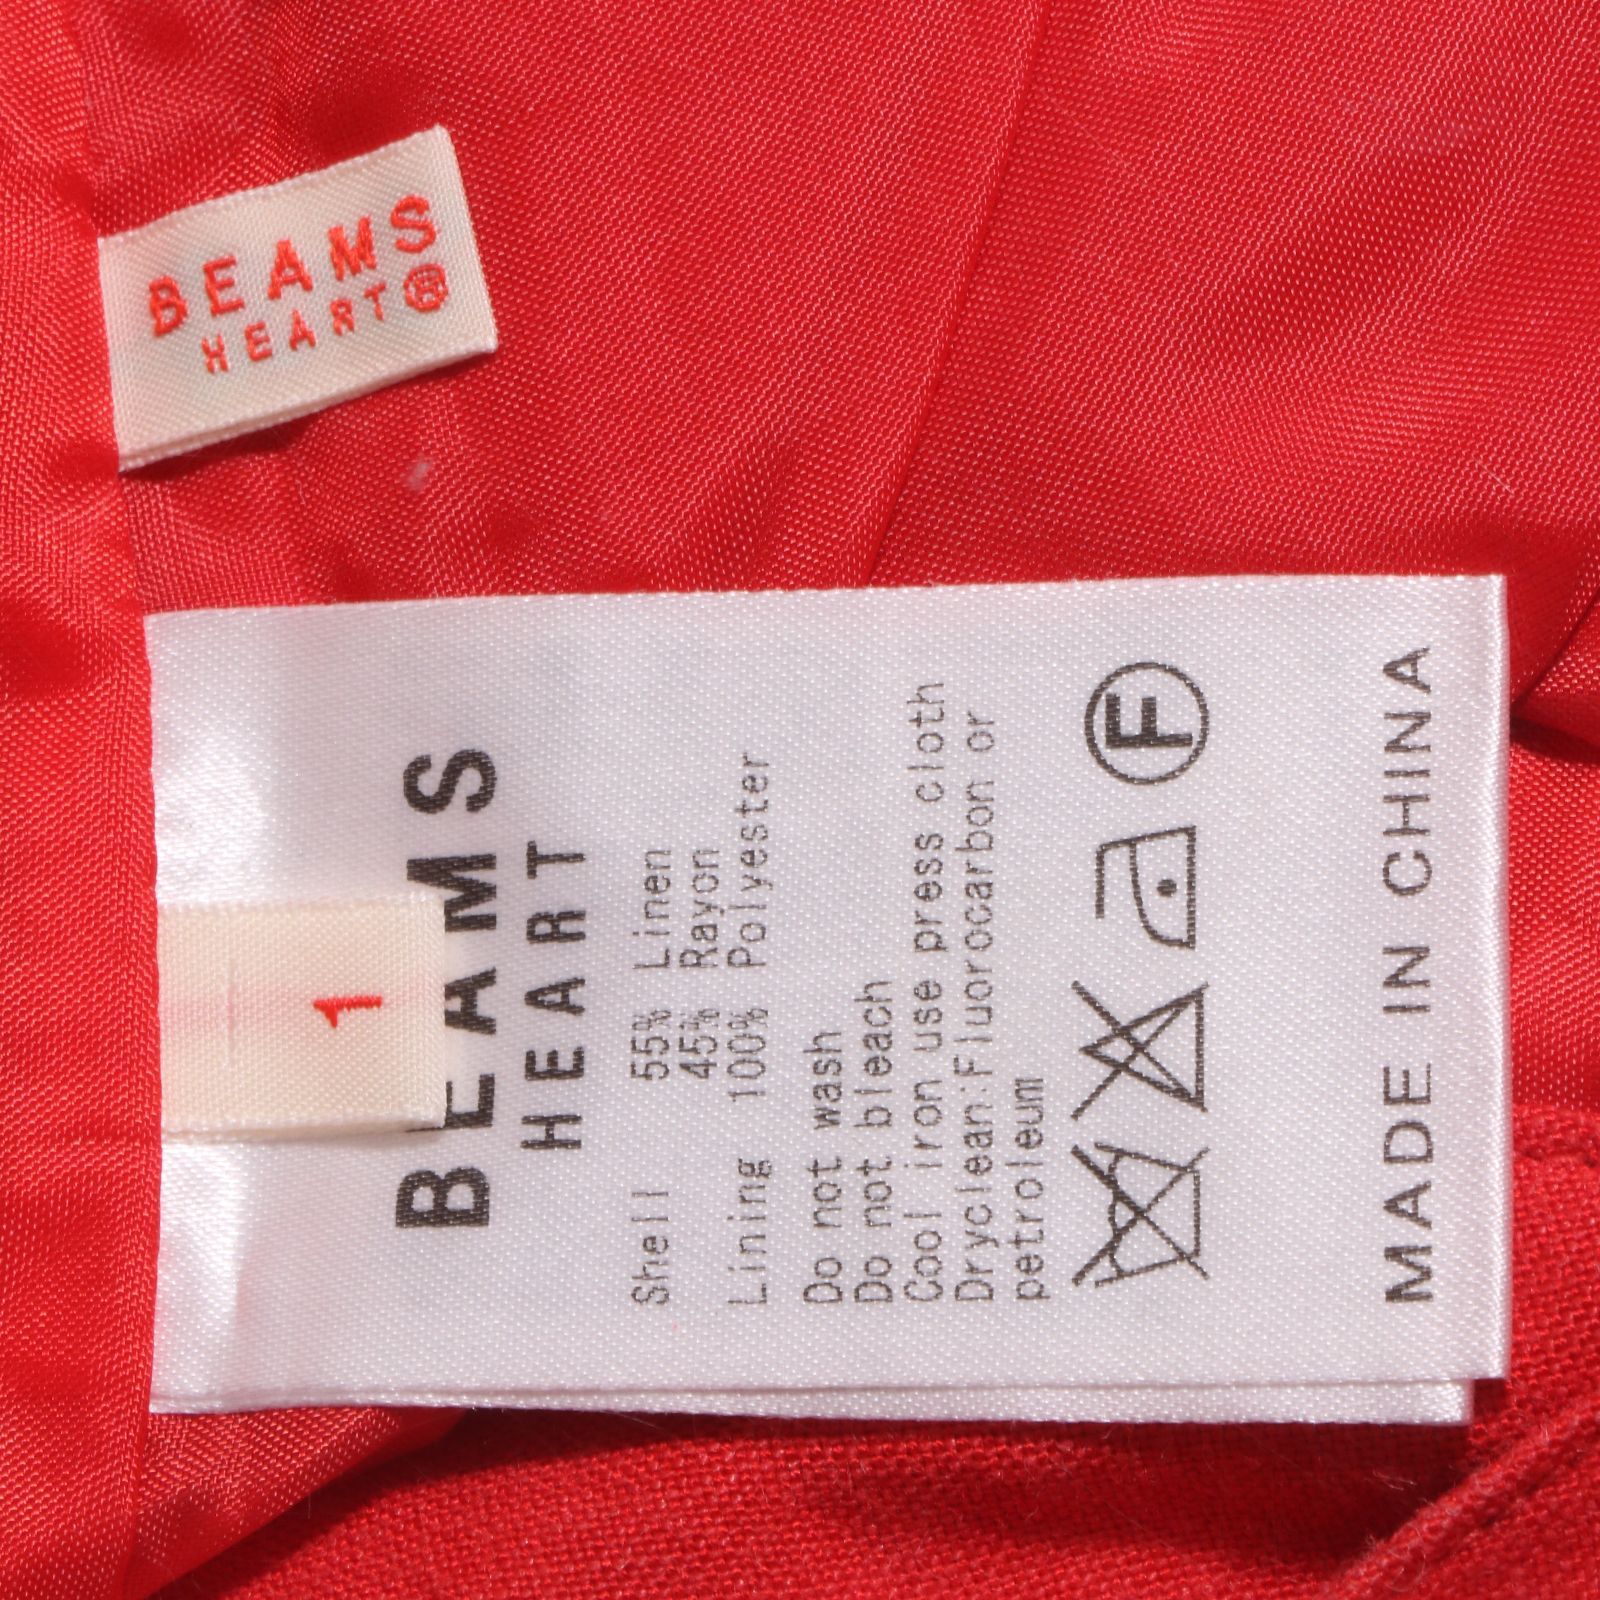 BEAMS
HEART®
1
BEAMS
HEART
Shell 55% Linen
45% Rayon
Lining 100% Polyester
Do not wash
Do not bleach
Cool iron use press cloth
Dryclean:Fluorocarbon or
petroleum
F
MADE IN CHINA